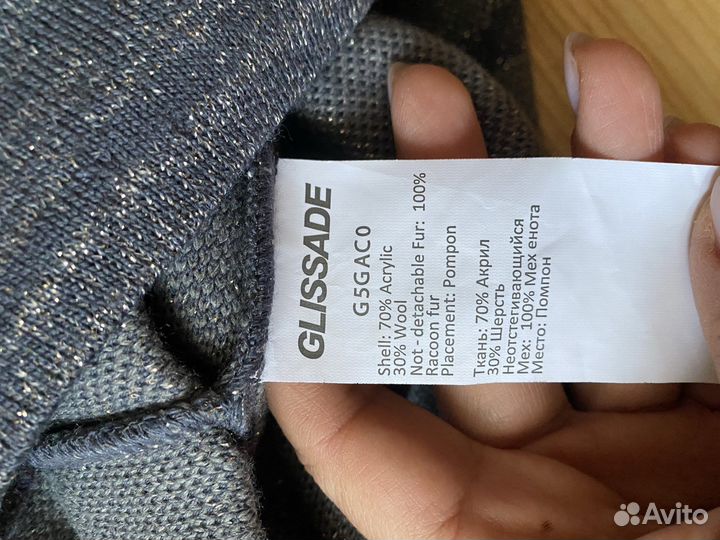 GLISSADE
G5GAC0
Shell: 70% Acrylic
30% Wool
Not - detachable Fur: 100%
Racoon fur
Placement: Pompon
Ткань: 70% Акрил
30% Шерсть
Неотстегивающийся
Мех: 100% Мех енота
Место: Помпон
Avito